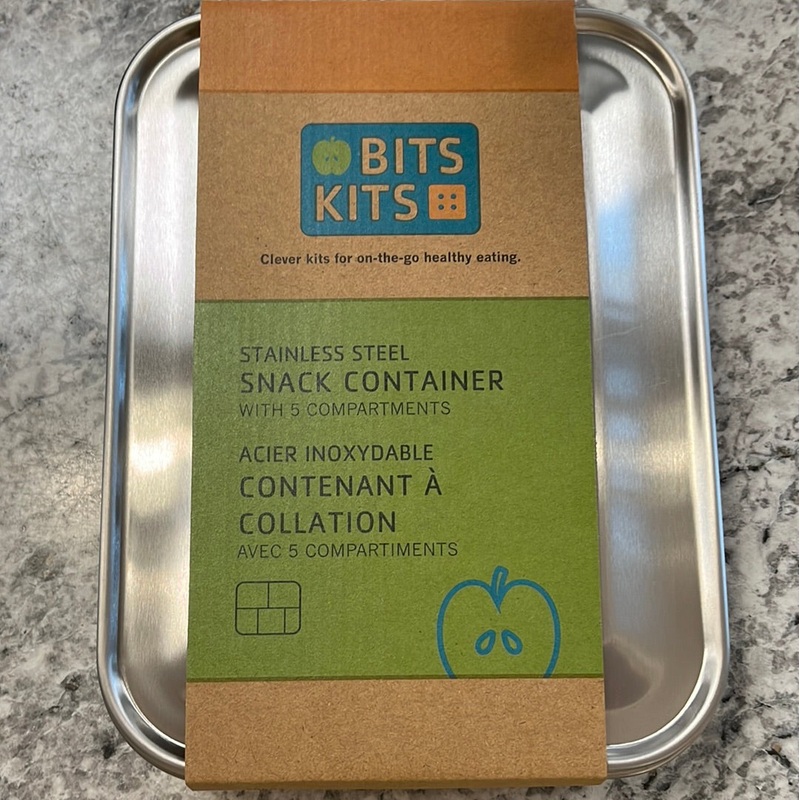 BITS
KITS
Clever kits for on-the-go healthy eating.
STAINLESS STEEL
SNACK CONTAINER
WITH 5 COMPARTMENTS
ACIER INOXYDABLE
CONTENANT À
COLLATION
AVEC 5 COMPARTIMENTS